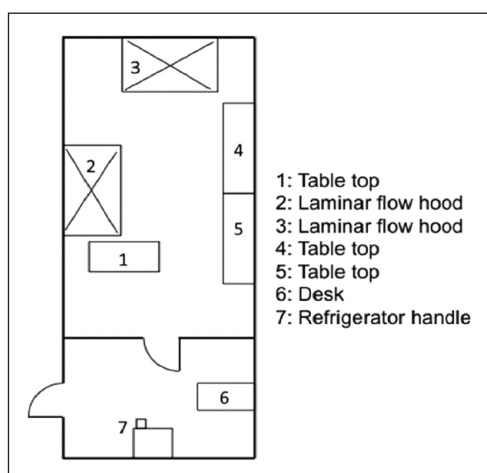 3
4
2
5
1
6
7
1: Table top
2: Laminar flow hood
3: Laminar flow hood
4: Table top
5: Table top
6: Desk
7: Refrigerator handle